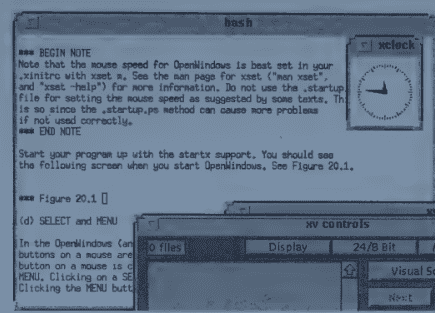 bash
*** BEGIN NOTE
Note that the mouse speed for OpenWindows is best set in your
.xinitrc with xset m. See the man page for xset ("man xset",
and "xset -help") for more information. Do not use the .startup.
file for setting the mouse speed as suggested by some texts. Th
is so since the .startup.ps method can cause more problems
if not used correctly.
*** END NOTE
Start your program up with the startx support. You should see
the following screen when you start OpenWindows. See Figure 20.1.
*** Figure 20.1
(d) SELECT and MENU
In the OpenWindows (an
buttons on a mouse are
button on a mouse is c
MENU. Clicking on a SE
Clicking the MENU butt
xclock
xv controls
0 files
Display
24/8 Bit
Visual Sc
Next